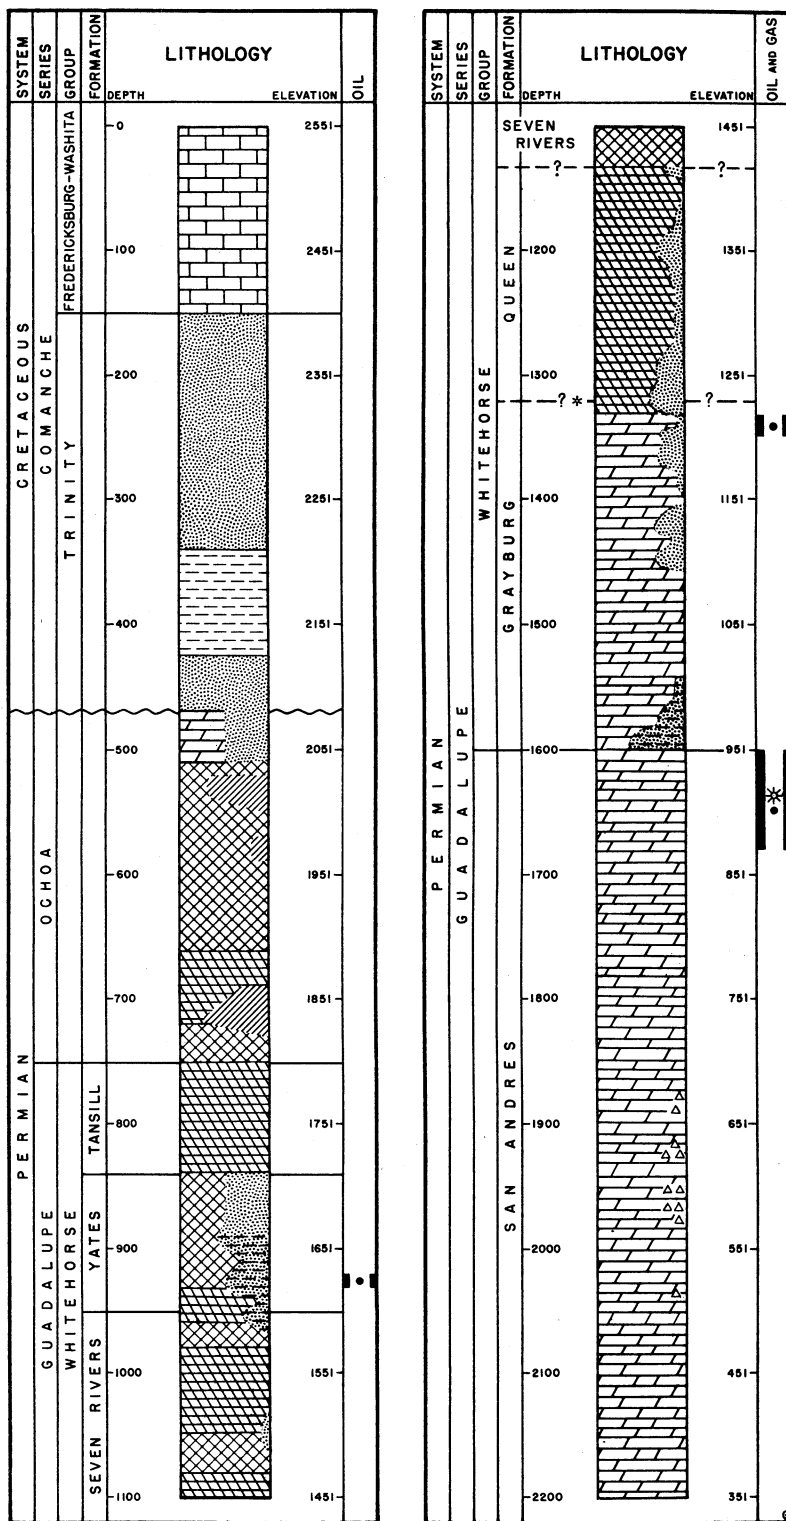 SYSTEM
SERIES
GROUP
FORMATION
LITHOLOGY
DEPTH
ELEVATION
OIL
CRETACEOUS
COMANCHE
FREDERICKSBURG-WASHITA
TRINITY
PERMIAN
OCHOA
GUADALUPE
WHITEHORSE
TANSILL
YATES
SEVEN RIVERS
0 2551
100 2451
200 2351
300 2251
400 2151
500 2051
600 1951
700 1851
800 1751
900 1651
1000 1551
1100 1451
SYSTEM
SERIES
GROUP
FORMATION
LITHOLOGY
DEPTH
ELEVATION
OIL AND GAS
PERMIAN
GUADALUPE
WHITEHORSE
SEVEN
RIVERS
QUEEN
GRAYBURG
SAN ANDRES
1451
? ?
1200 1351
1300 1251
? * ?
1400 1151
1500 1051
1600 951
1700 851
1800 751
1900 651
2000 561
2100 451
2200 351